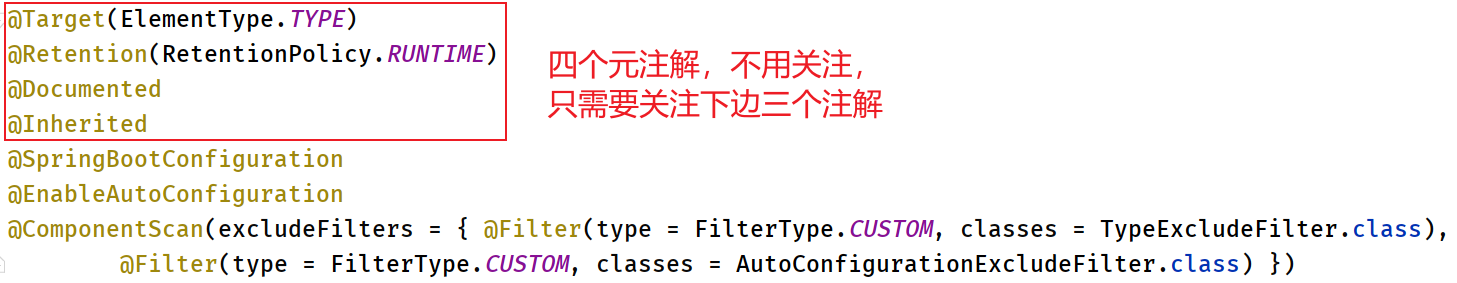 @Target(ElementType.TYPE)
@Retention(RetentionPolicy.RUNTIME)
@Documented
@Inherited
四个元注解，不用关注，
只需要关注下边三个注解
@SpringBootConfiguration
@EnableAutoConfiguration
@ComponentScan(excludeFilters = { @Filter(type = FilterType.CUSTOM, classes = TypeExcludeFilter.class),
@Filter(type = FilterType.CUSTOM, classes = AutoConfigurationExcludeFilter.class) })